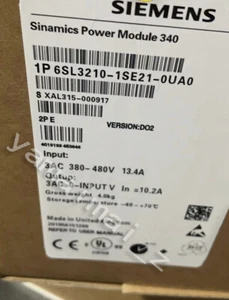 SIEMENS
Sinamics Power Module 340
1P 6SL3210-1SE21-0UA0
S XAL315-000917
2P E
VERSION:D02
Input:
3AC 380-480V 13.4A
Output:
3AC 0-INPUT V In =10.2A
Gross Weight: 4.0kg
Storage Temperature -40 - +70°C
Made in United Kingdom
REFER TO USER MANUAL